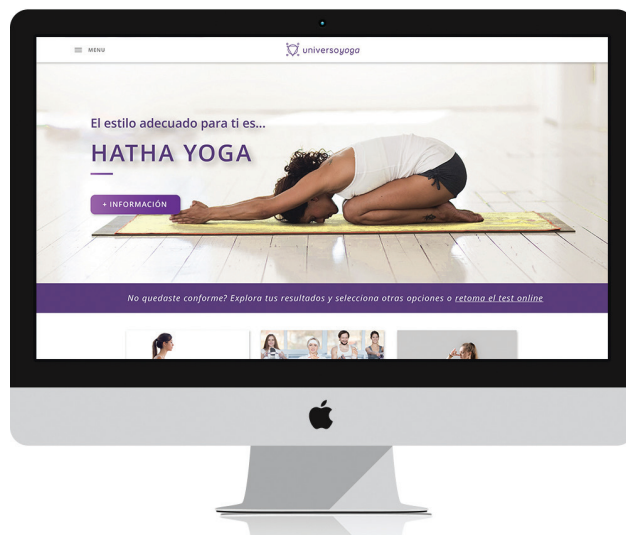 MENU
universoyoga
El estilo adecuado para ti es...
HATHA YOGA
+ INFORMACIÓN
No quedaste conforme? Explora tus resultados y selecciona otras opciones o retoma el test online